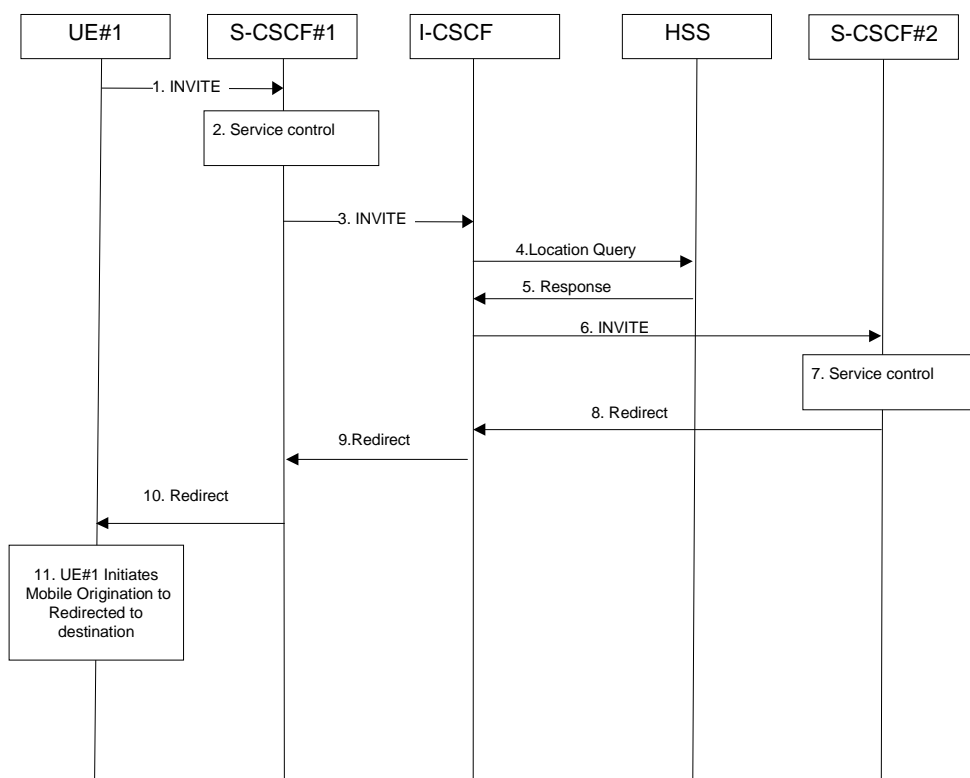 UE#1
S-CSCF#1
I-CSCF
HSS
S-CSCF#2
1. INVITE
2. Service control
3. INVITE
4.Location Query
5. Response
6. INVITE
7. Service control
8. Redirect
9.Redirect
10. Redirect
11. UE#1 Initiates
Mobile Origination to
Redirected to
destination